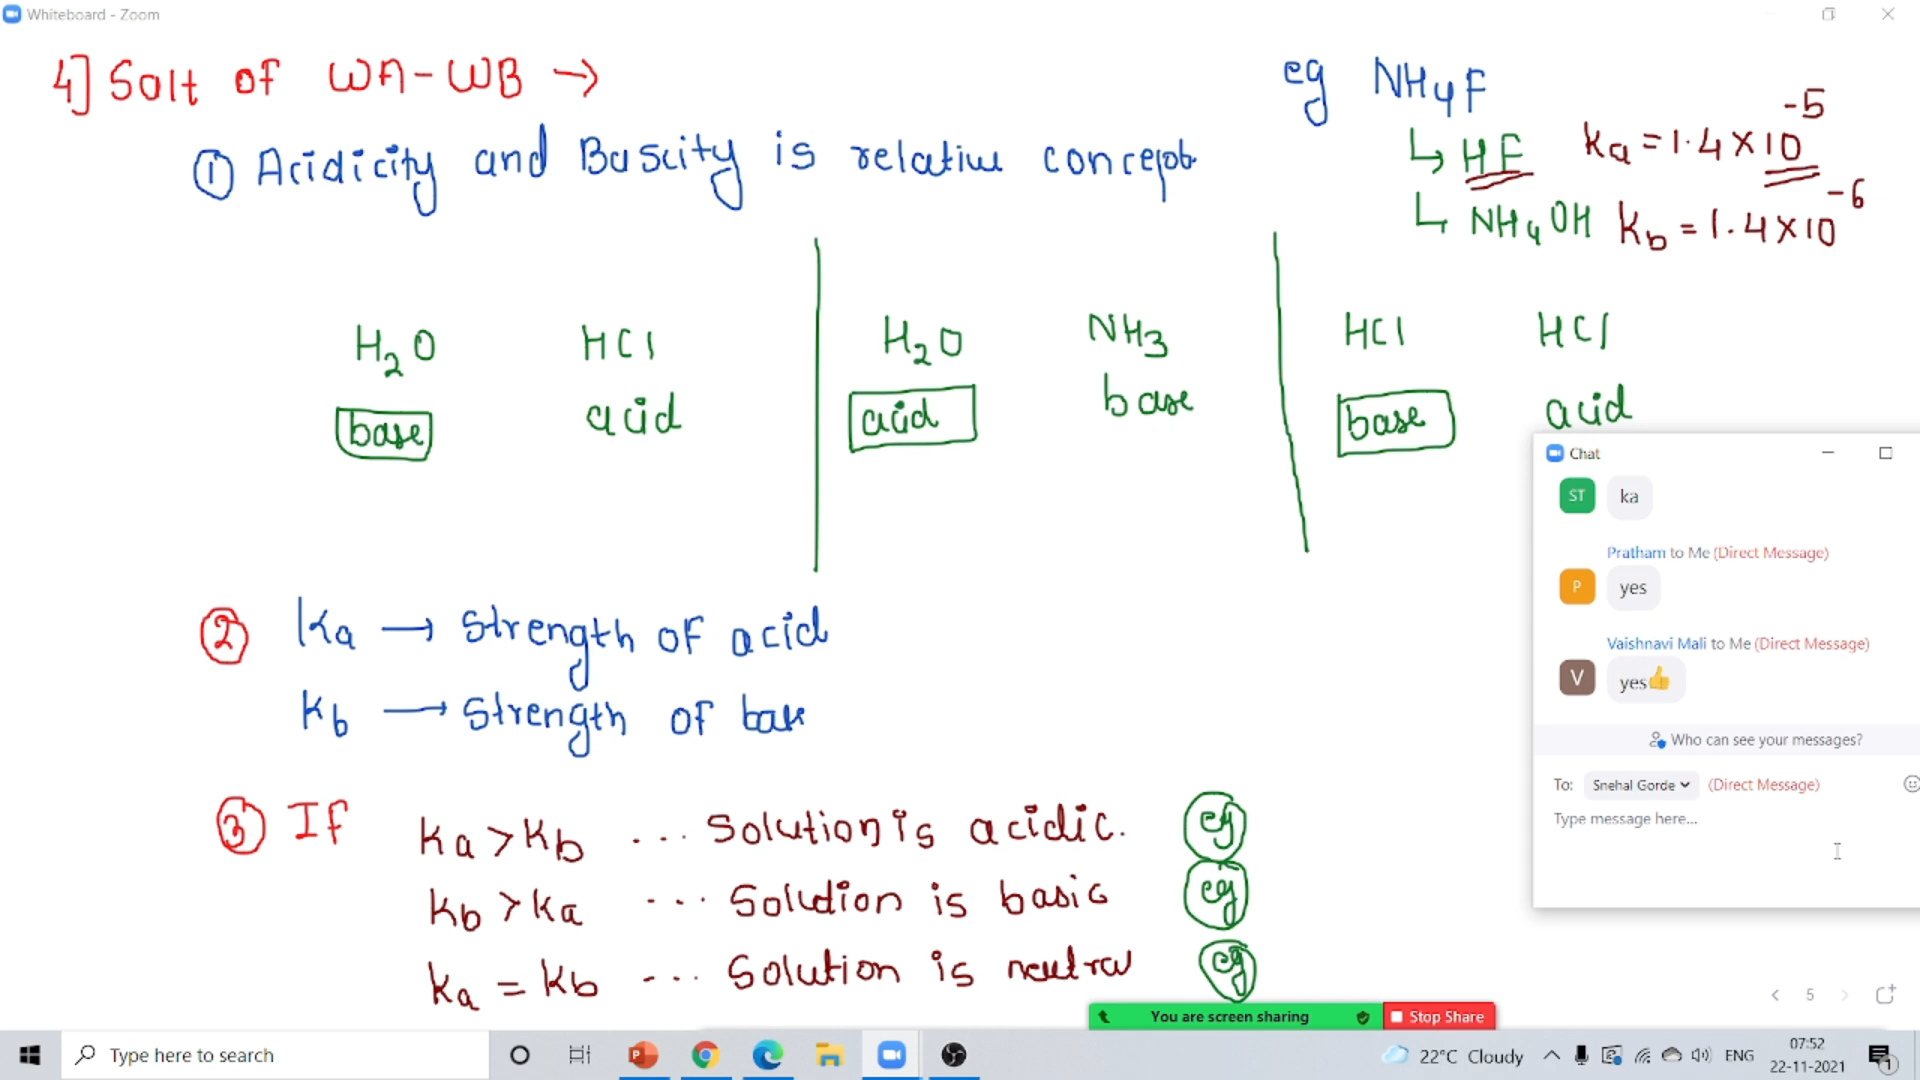 Whiteboard - Zoom
4] Salt of WA-WB → eg NH4F
① Acidicity and Bascity is relative concept
↳ HF Ka = 1.4 × 10^-5
↳ NH4OH Kb = 1.4 × 10^-6
H2O HCl H2O NH3 HCl HCl
base acid acid base base acid
② Ka → Strength of acid
Kb → Strength of base
③ If Ka > Kb ... Solution is acidic. eg
Kb > Ka ... Solution is basic eg
Ka = Kb ... Solution is neutral eg
Chat
ST ka
Pratham to Me (Direct Message)
P yes
Vaishnavi Mali to Me (Direct Message)
V yes👍
Who can see your messages?
To: Snehal Gorde (Direct Message)
Type message here...
5
You are screen sharing Stop Share
Type here to search
22°C Cloudy ENG 07:52
22-11-2021
1